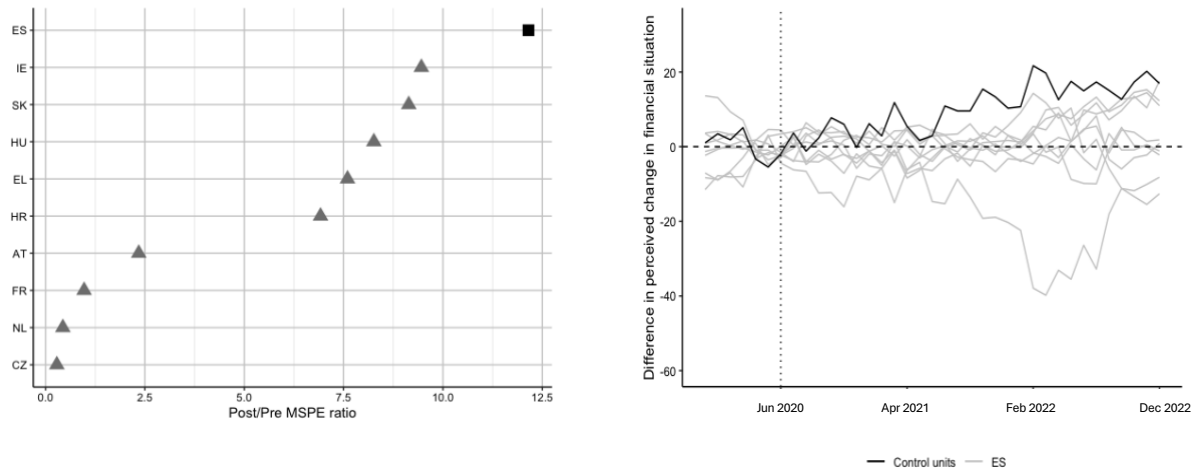 ES
IE
SK
HU
EL
HR
AT
FR
NL
CZ
0.0 2.5 5.0 7.5 10.0 12.5
Post/Pre MSPE ratio
Difference in perceived change in financial situation
20
0
-20
-40
-60
Jun 2020 Apr 2021 Feb 2022 Dec 2022
Control units ES